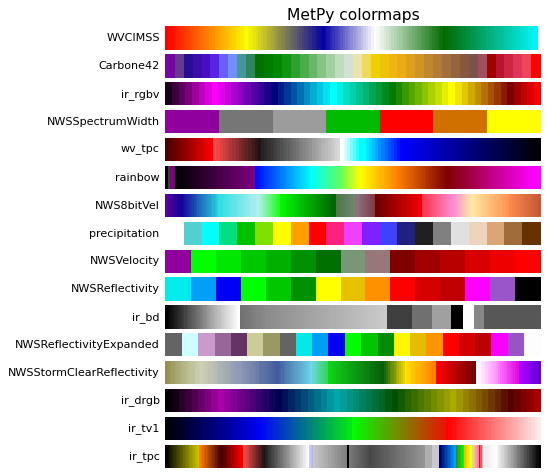 MetPy colormaps
WVCIMSS
Carbone42
ir_rgbv
NWSSpectrumWidth
wv_tpc
rainbow
NWS8bitVel
precipitation
NWSVelocity
NWSReflectivity
ir_bd
NWSReflectivityExpanded
NWSStormClearReflectivity
ir_drgb
ir_tv1
ir_tpc